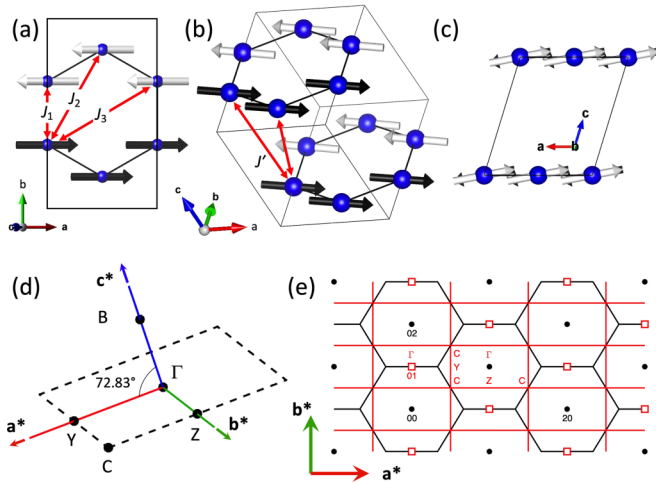 (a)
J1
J2
J3
b
c
a
(b)
J'
c
b
a
(c)
c
a
b
(d)
c*
B
Γ
72.83°
a*
Y
Z
b*
C
(e)
02
Γ
C
Γ
01
Y
C
Z
C
00
20
b*
a*